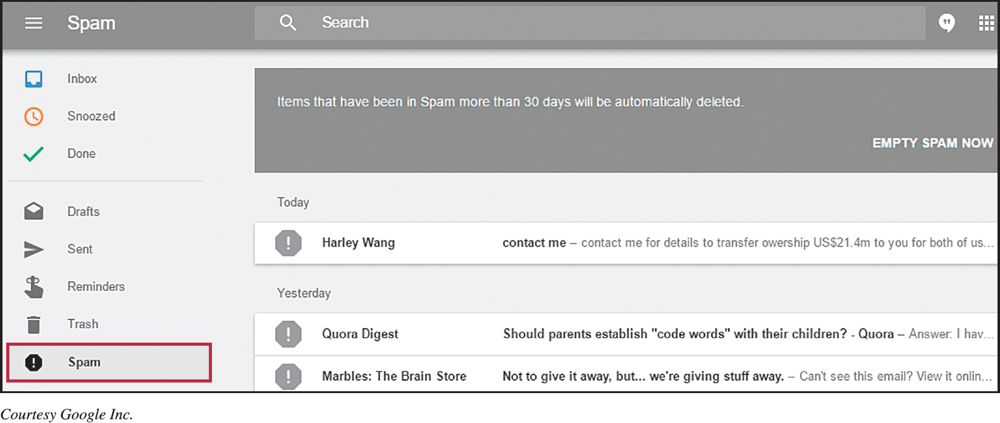 Spam
Search
Inbox
Snoozed
Done
Drafts
Sent
Reminders
Trash
Spam
Items that have been in Spam more than 30 days will be automatically deleted.
EMPTY SPAM NOW
Today
Harley Wang contact me – contact me for details to transfer owership US$21.4m to you for both of us...
Yesterday
Quora Digest Should parents establish "code words" with their children? - Quora – Answer: I hav...
Marbles: The Brain Store Not to give it away, but... we're giving stuff away. – Can't see this email? View it onlin...
Courtesy Google Inc.